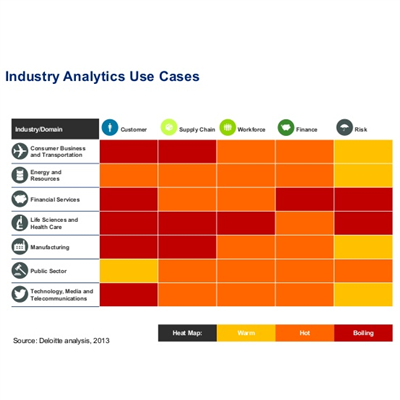 Industry Analytics Use Cases
Industry/Domain Customer Supply Chain Workforce Finance Risk
Consumer Business
and Transportation
Energy and
Resources
Financial Services
Life Sciences and
Health Care
Manufacturing
Public Sector
Technology, Media and
Telecommunications
Heat Map: Warm Hot Boiling
Source: Deloitte analysis, 2013